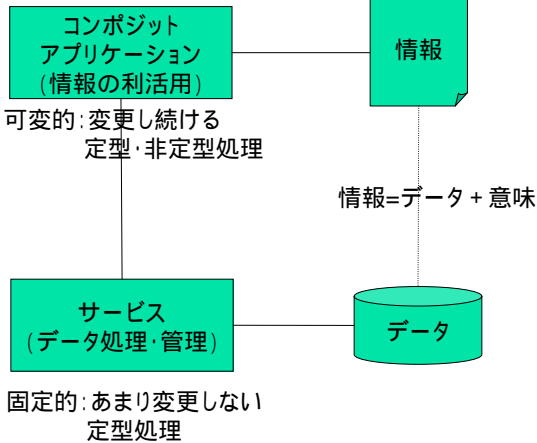 コンポジット
アプリケーション
(情報の利活用)
情報
可変的:変更し続ける
定型・非定型処理
情報=データ+意味
サービス
(データ処理・管理)
データ
固定的:あまり変更しない
定型処理